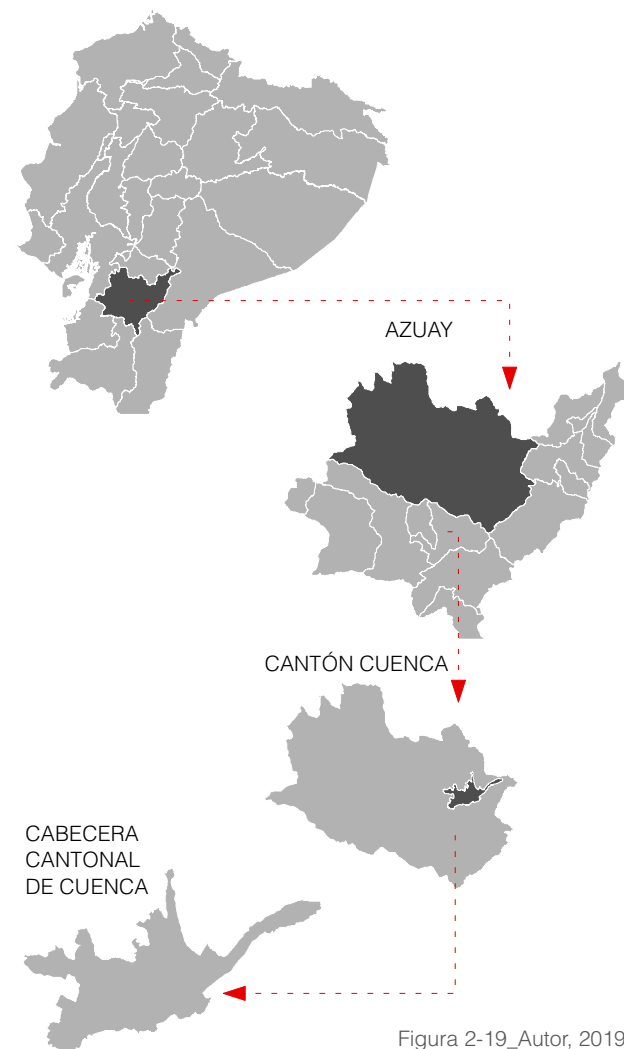 AZUAY
CANTÓN CUENCA
CABECERA
CANTONAL
DE CUENCA
Figura 2-19_Autor, 2019